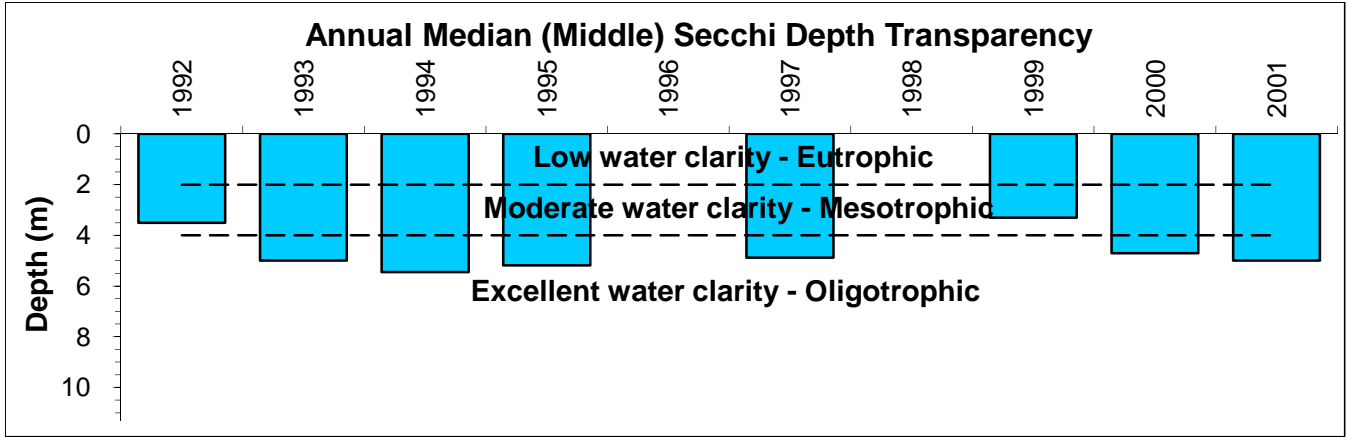 Annual Median (Middle) Secchi Depth Transparency
1992 1993 1994 1995 1996 1997 1998 1999 2000 2001
0
Low water clarity - Eutrophic
2
Moderate water clarity - Mesotrophic
4
Excellent water clarity - Oligotrophic
6
8
10
Depth (m)